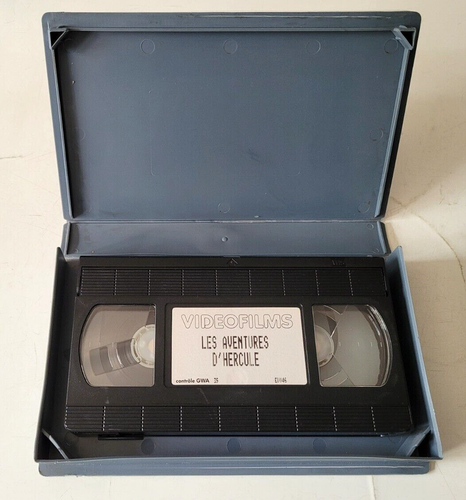 VIDEOFILMS
LES AVENTURES
D'HERCULE
contrôle GWA